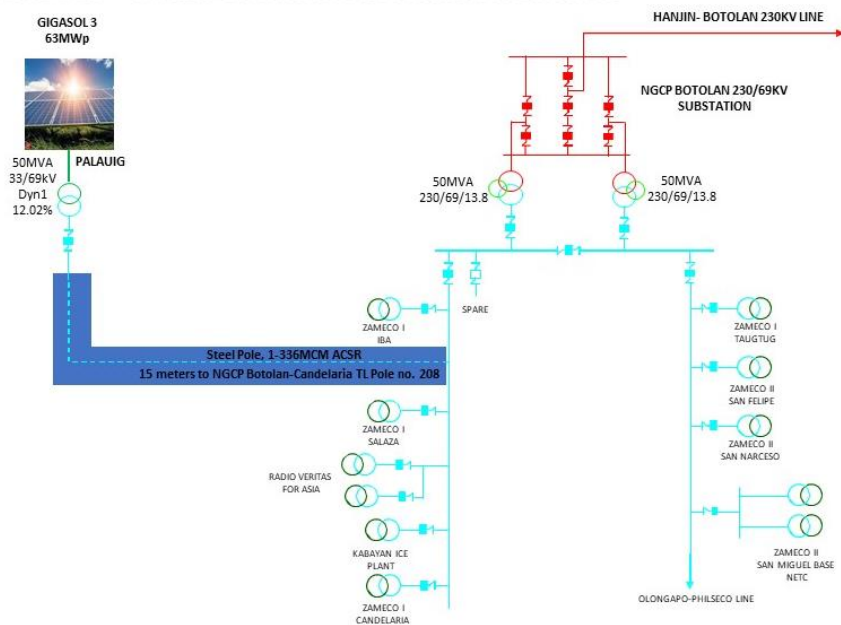 GIGASOL 3
63MWp
HANJIN- BOTOLAN 230KV LINE
NGCP BOTOLAN 230/69KV
SUBSTATION
50MVA
33/69kV
Dyn1
12.02%
PALAUIG
50MVA
230/69/13.8
50MVA
230/69/13.8
SPARE
ZAMECO I
IBA
ZAMECO I
TAUGTUG
Steel Pole, 1-336MCM ACSR
15 meters to NGCP Botolan-Candelaria TL Pole no. 208
ZAMECO II
SAN FELIPE
ZAMECO I
SALAZA
ZAMECO II
SAN NARCESO
RADIO VERITAS
FOR ASIA
KABAYAN ICE
PLANT
ZAMECO II
SAN MIGUEL BASE
NETC
ZAMECO I
CANDELARIA
OLONGAPO-PHILSECO LINE